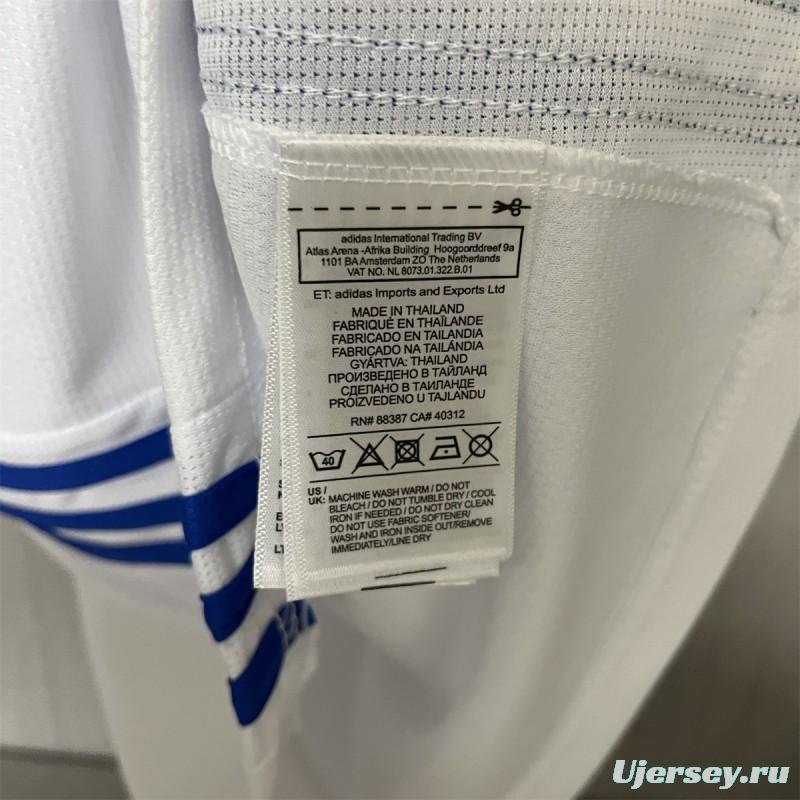 adidas International Trading BV
Atlas Arena -Afrika Building Hoogoorddreef 9a
1101 BA Amsterdam ZO The Netherlands
VAT NO. NL 8073.01.322.B.01
ET: adidas Imports and Exports Ltd
MADE IN THAILAND
FABRIQUÉ EN THAÏLANDE
FABRICADO EN TAILANDIA
FABRICADO NA TAILÂNDIA
GYÁRTVA: THAILAND
ПРОИЗВЕДЕНО В ТАЙЛАНД
СДЕЛАНО В ТАИЛАНДЕ
PROIZVEDENO U TAJLANDU
RN# 88387 CA# 40312
40
US /
UK: MACHINE WASH WARM / DO NOT
BLEACH / DO NOT TUMBLE DRY / COOL
IRON IF NEEDED / DO NOT DRY CLEAN
DO NOT USE FABRIC SOFTENER/
WASH AND IRON INSIDE OUT/REMOVE
IMMEDIATELY/LINE DRY
Ujersey.ru